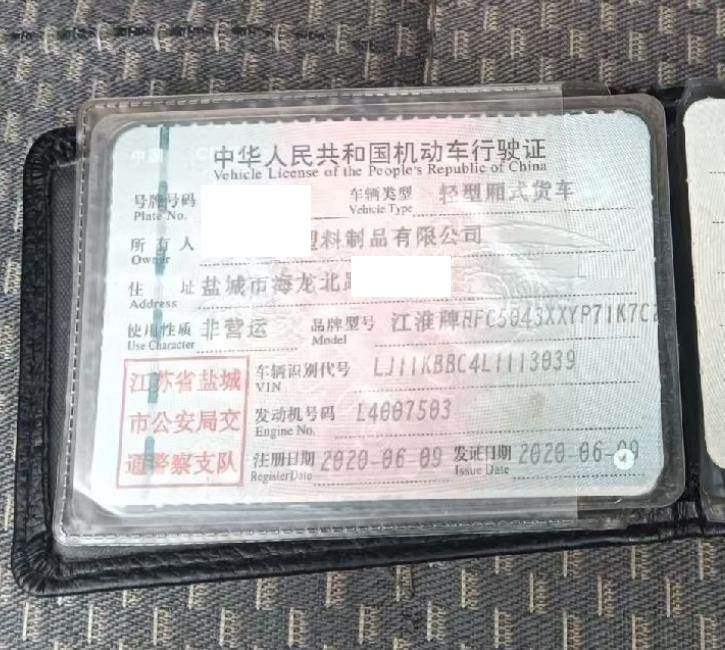 中华人民共和国机动车行驶证
Vehicle License of the People's Republic of China
号牌号码 车辆类型 轻型厢式货车
Plate No. Vehicle Type
所有人 塑料制品有限公司
Owner
住址 盐城市海龙北路
Address
使用性质 非营运 品牌型号 江淮牌HFC5043XXYP71K7C2
Use Character Model
江苏省盐城
市公安局交
通警察支队
车辆识别代号 LJ11KBBC4L1113039
VIN
发动机号码 L4007503
Engine No.
注册日期 2020-06-09 发证日期 2020-06-09
RegisterDate Issue Date